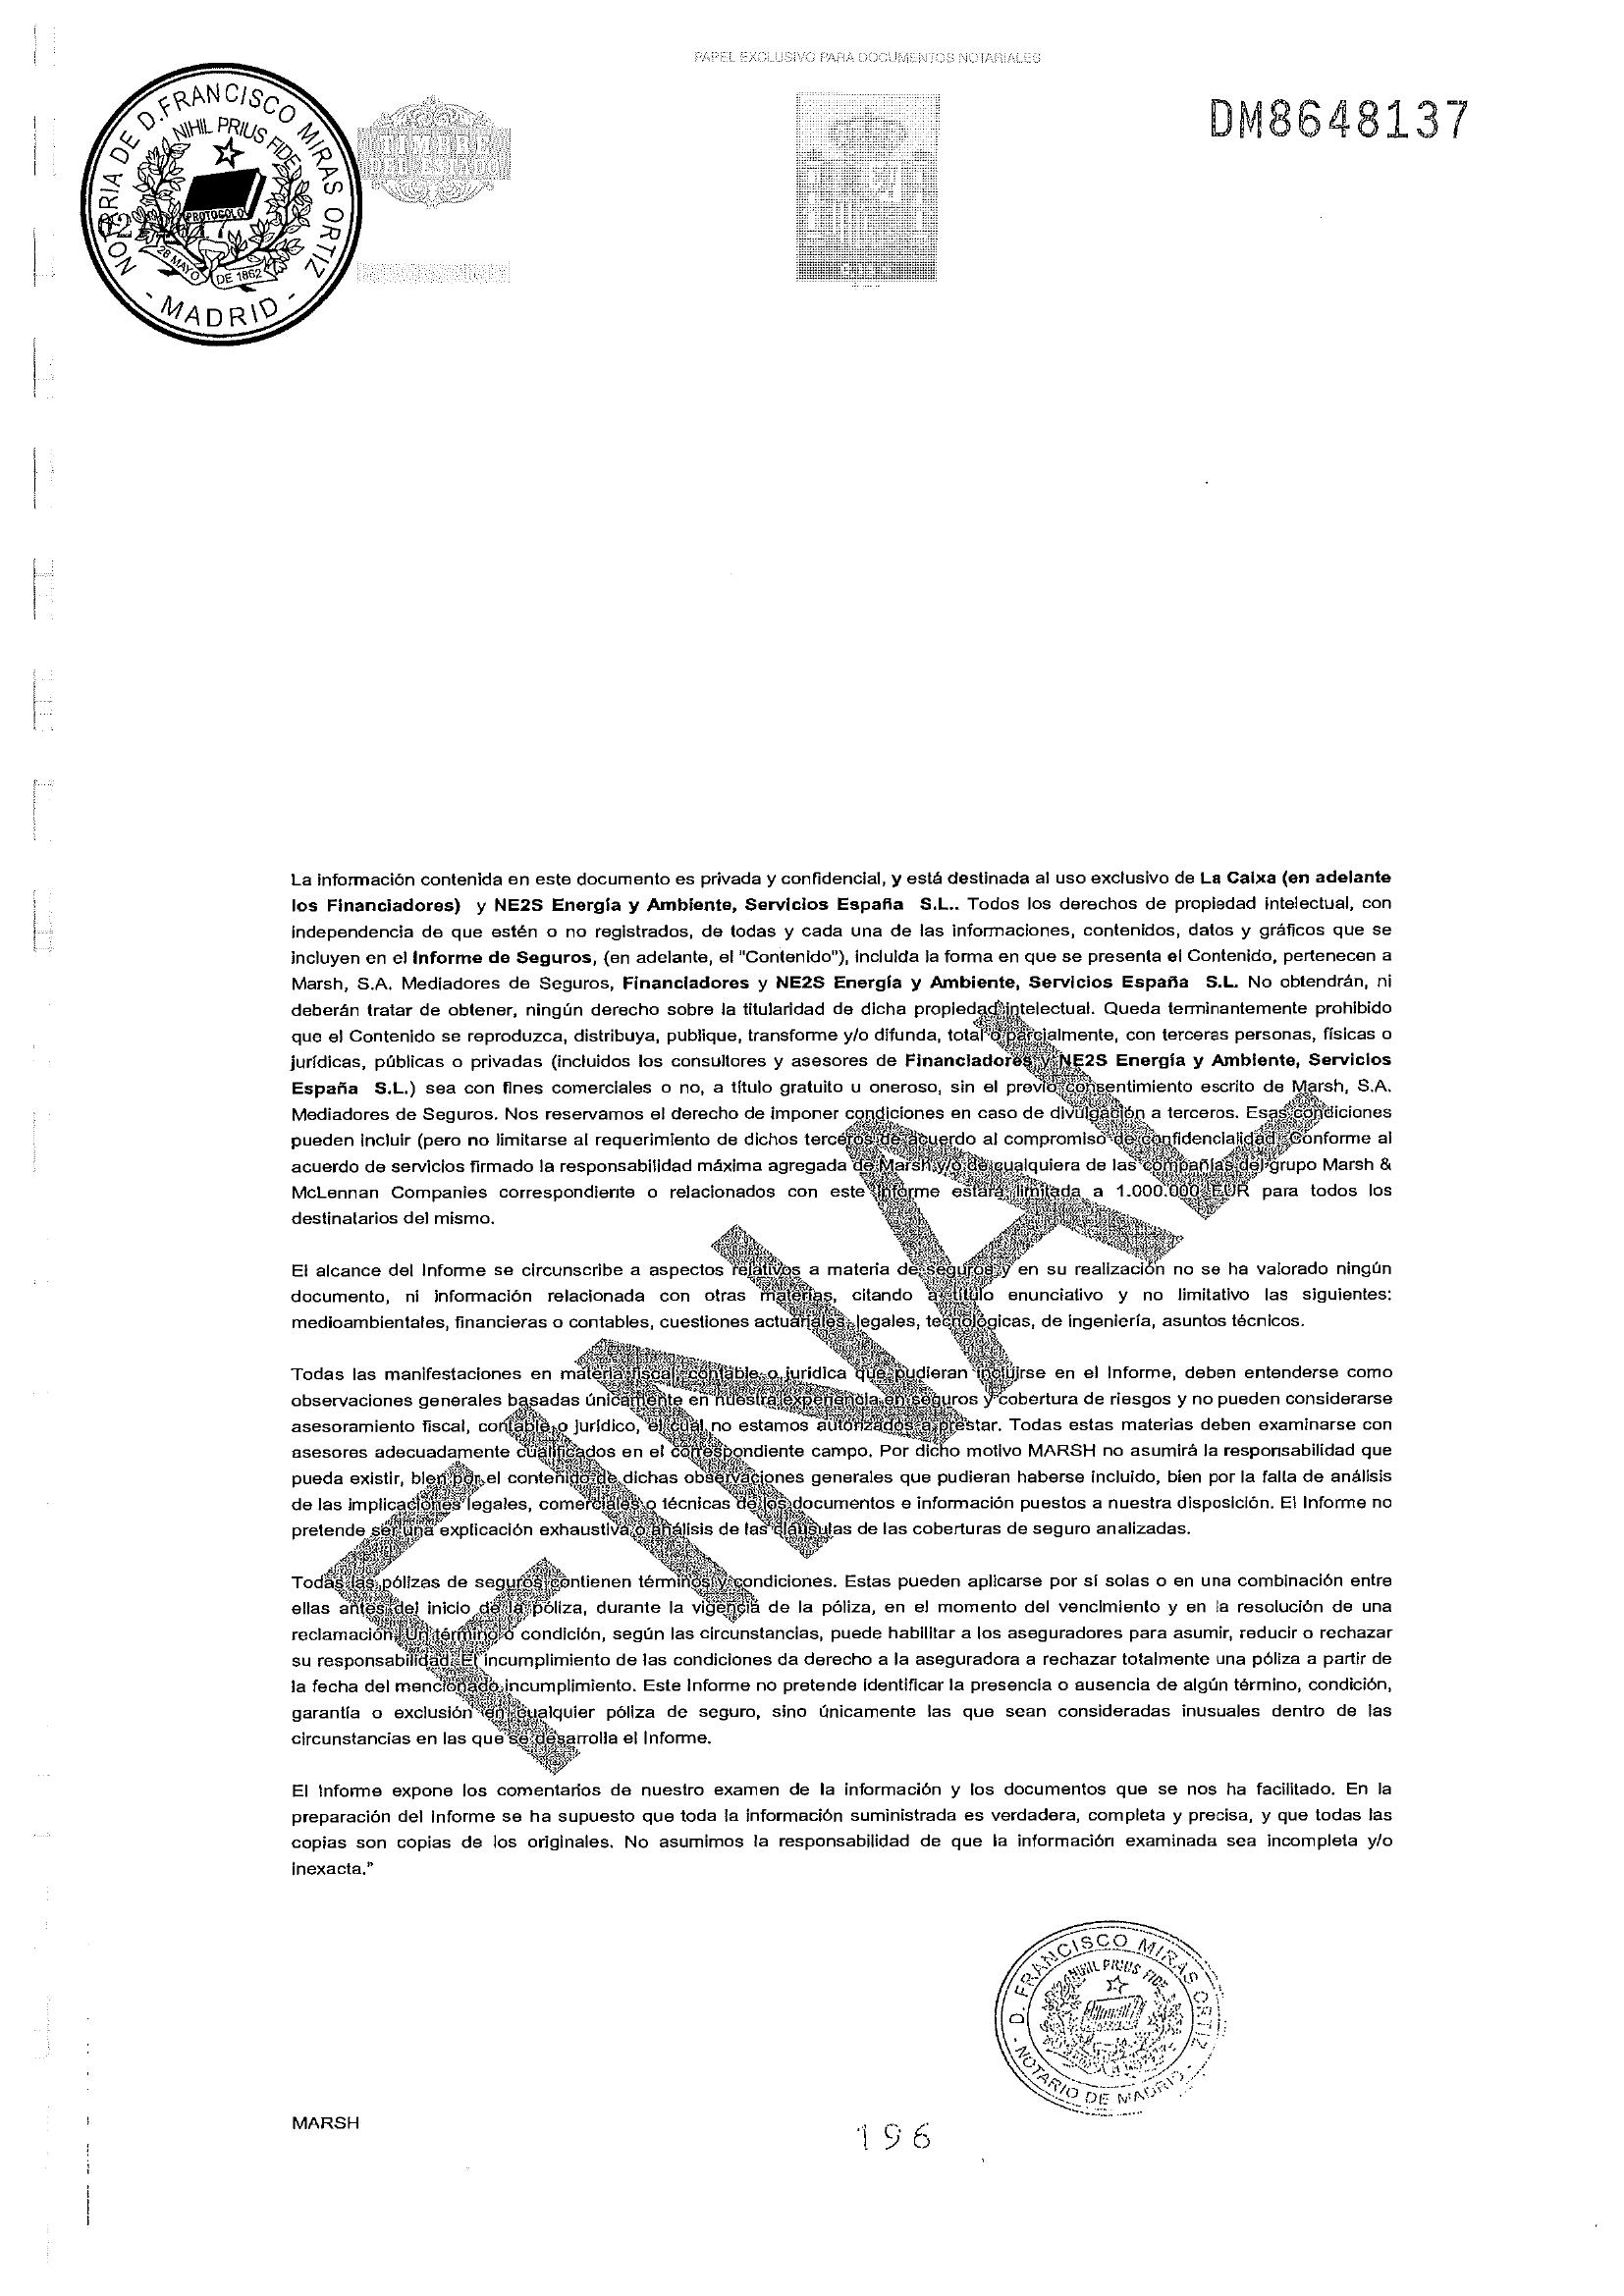 PAPEL EXCLUSIVO PARA DOCUMENTOS NOTARIALES
DM8648137
NOTARIA DE D. FRANCISCO MIRAS ORTIZ
NIHIL PRIUS FIDE
PROTOCOLO
28 MAYO DE 1862
- MADRID -
TIMBRE
DEL ESTADO
La información contenida en este documento es privada y confidencial, y está destinada al uso exclusivo de La Caixa (en adelante
los Financiadores) y NE2S Energía y Ambiente, Servicios España S.L.. Todos los derechos de propiedad intelectual, con
independencia de que estén o no registrados, de todas y cada una de las informaciones, contenidos, datos y gráficos que se
incluyen en el Informe de Seguros, (en adelante, el "Contenido"), incluida la forma en que se presenta el Contenido, pertenecen a
Marsh, S.A. Mediadores de Seguros, Financiadores y NE2S Energía y Ambiente, Servicios España S.L. No obtendrán, ni
deberán tratar de obtener, ningún derecho sobre la titularidad de dicha propiedad intelectual. Queda terminantemente prohibido
que el Contenido se reproduzca, distribuya, publique, transforme y/o difunda, total o parcialmente, con terceras personas, físicas o
jurídicas, públicas o privadas (incluidos los consultores y asesores de Financiadores y NE2S Energía y Ambiente, Servicios
España S.L.) sea con fines comerciales o no, a título gratuito u oneroso, sin el previo consentimiento escrito de Marsh, S.A.
Mediadores de Seguros. Nos reservamos el derecho de imponer condiciones en caso de divulgación a terceros. Esas condiciones
pueden incluir (pero no limitarse al requerimiento de dichos terceros de acuerdo al compromiso de confidencialidad. Conforme al
acuerdo de servicios firmado la responsabilidad máxima agregada de Marsh y/o de cualquiera de las compañías del grupo Marsh &
McLennan Companies correspondiente o relacionados con este Informe estará limitada a 1.000.000 EUR para todos los
destinatarios del mismo.
El alcance del Informe se circunscribe a aspectos relativos a materia de seguros y en su realización no se ha valorado ningún
documento, ni información relacionada con otras materias, citando a título enunciativo y no limitativo las siguientes:
medioambientales, financieras o contables, cuestiones actuariales, legales, tecnológicas, de ingeniería, asuntos técnicos.
Todas las manifestaciones en materia fiscal, contable o jurídica que pudieran incluirse en el Informe, deben entenderse como
observaciones generales basadas únicamente en nuestra experiencia en seguros y cobertura de riesgos y no pueden considerarse
asesoramiento fiscal, contable o jurídico, el cual no estamos autorizados a prestar. Todas estas materias deben examinarse con
asesores adecuadamente cualificados en el correspondiente campo. Por dicho motivo MARSH no asumirá la responsabilidad que
pueda existir, bien por el contenido de dichas observaciones generales que pudieran haberse incluido, bien por la falta de análisis
de las implicaciones legales, comerciales o técnicas de los documentos e información puestos a nuestra disposición. El Informe no
pretende ser una explicación exhaustiva o análisis de las cláusulas de las coberturas de seguro analizadas.
Todas las pólizas de seguros contienen términos y condiciones. Estas pueden aplicarse por sí solas o en una combinación entre
ellas antes del inicio de la póliza, durante la vigencia de la póliza, en el momento del vencimiento y en la resolución de una
reclamación. Un término o condición, según las circunstancias, puede habilitar a los aseguradores para asumir, reducir o rechazar
su responsabilidad. El incumplimiento de las condiciones da derecho a la aseguradora a rechazar totalmente una póliza a partir de
la fecha del mencionado incumplimiento. Este Informe no pretende identificar la presencia o ausencia de algún término, condición,
garantía o exclusión en cualquier póliza de seguro, sino únicamente las que sean consideradas inusuales dentro de las
circunstancias en las que se desarrolla el Informe.
El Informe expone los comentarios de nuestro examen de la información y los documentos que se nos ha facilitado. En la
preparación del Informe se ha supuesto que toda la información suministrada es verdadera, completa y precisa, y que todas las
copias son copias de los originales. No asumimos la responsabilidad de que la información examinada sea incompleta y/o
inexacta."
D. FRANCISCO MIRAS ORTIZ
NIHIL PRIUS FIDE
- NOTARIO DE MADRID -
MARSH
196